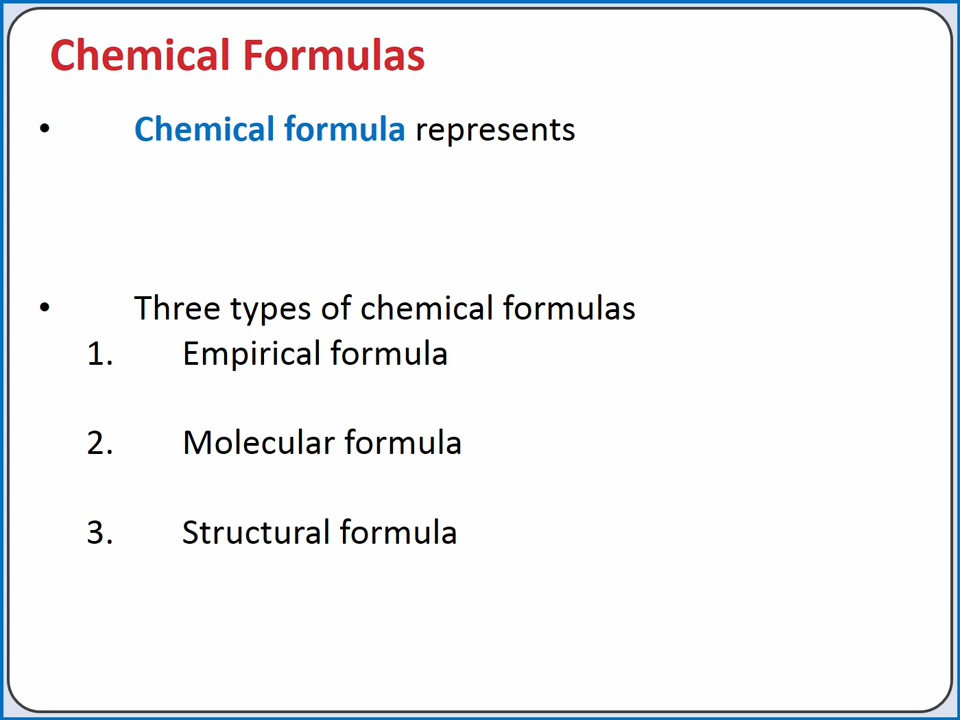 Chemical Formulas
• Chemical formula represents
• Three types of chemical formulas
1. Empirical formula
2. Molecular formula
3. Structural formula